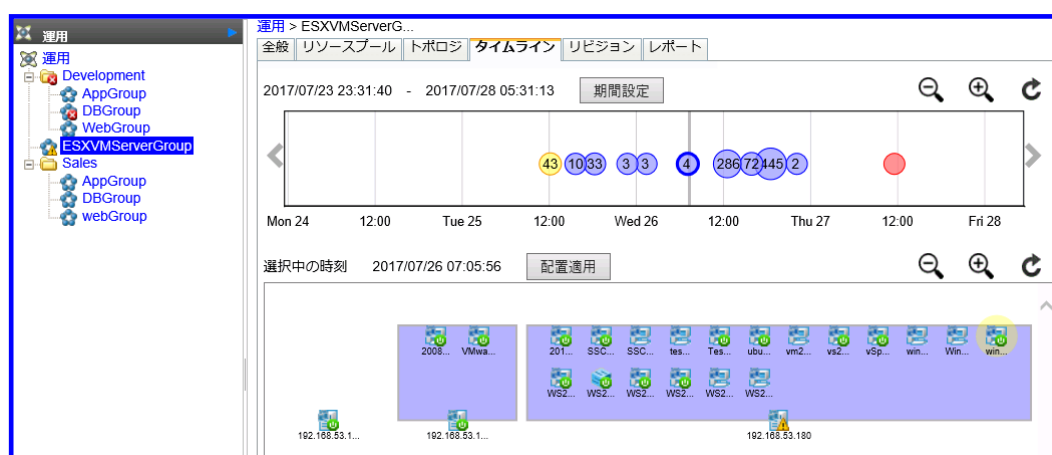 運用
運用
Development
AppGroup
DBGroup
WebGroup
ESXVMServerGroup
Sales
AppGroup
DBGroup
webGroup
運用 > ESXVMServerG...
全般 リソースプール トポロジ タイムライン リビジョン レポート
2017/07/23 23:31:40 - 2017/07/28 05:31:13 期間設定
43 10 33 3 3 4 286 72 445 2
Mon 24 12:00 Tue 25 12:00 Wed 26 12:00 Thu 27 12:00 Fri 28
選択中の時刻 2017/07/26 07:05:56 配置適用
2008... VMwa... 201... SSC... SSC... tes... Tes... ubu... vm2... vs2... vSp... win... Win... win...
WS2... WS2... WS2... WS2... WS2... WS2...
192.168.53.1... 192.168.53.1... 192.168.53.180